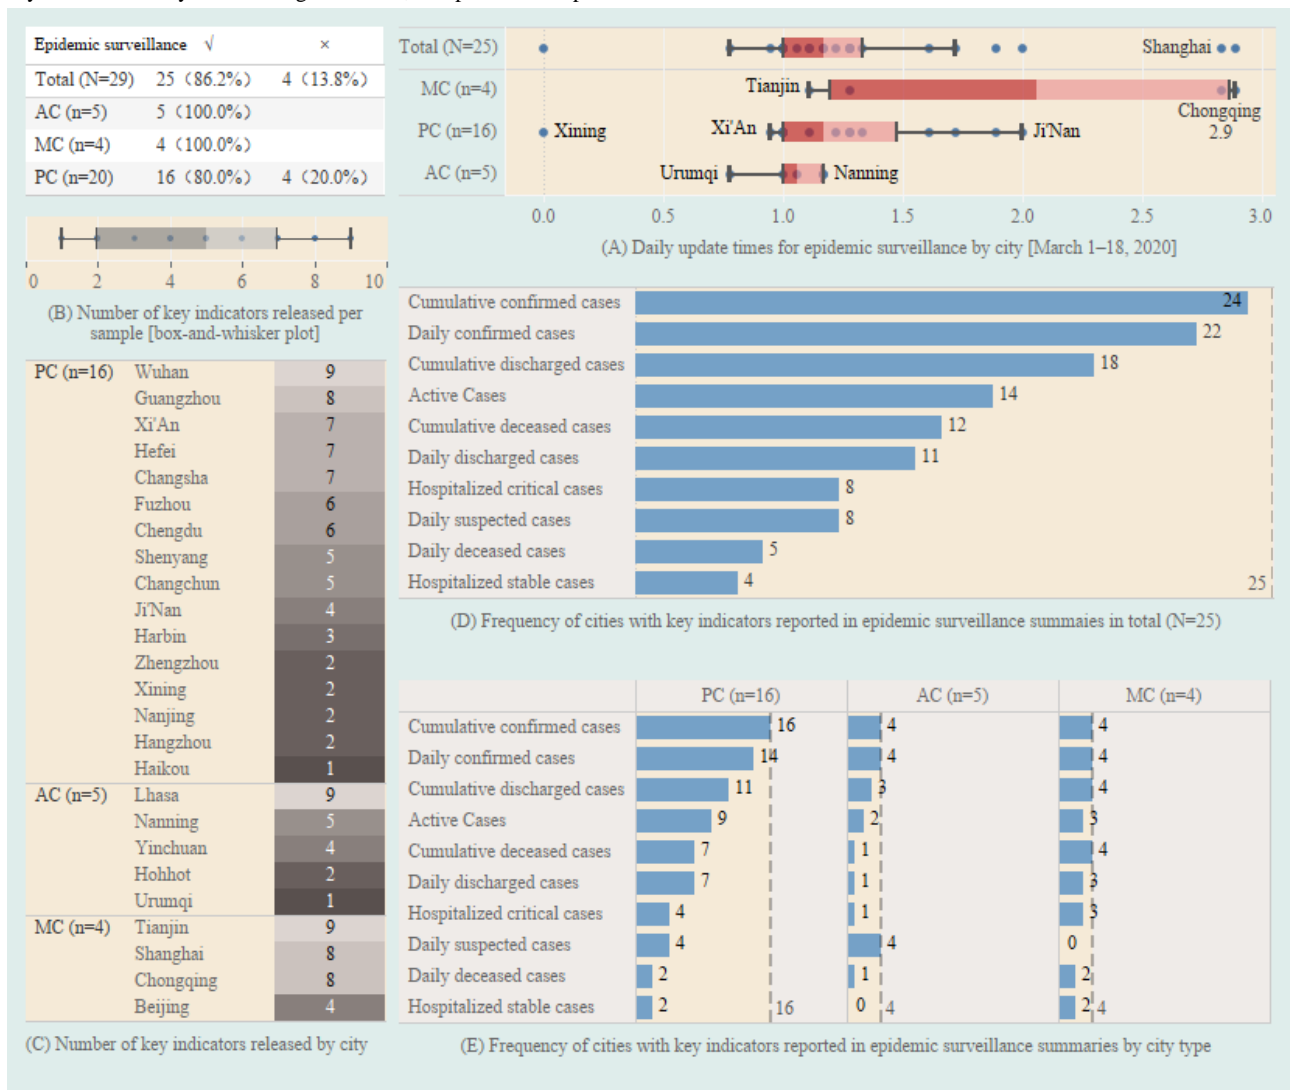 Epidemic surveillance √ ×
Total (N=29) 25 (86.2%) 4 (13.8%)
AC (n=5) 5 (100.0%)
MC (n=4) 4 (100.0%)
PC (n=20) 16 (80.0%) 4 (20.0%)
0 2 4 6 8 10
(B) Number of key indicators released per
sample [box-and-whisker plot]
PC (n=16) Wuhan 9
Guangzhou 8
Xi'An 7
Hefei 7
Changsha 7
Fuzhou 6
Chengdu 6
Shenyang 5
Changchun 5
Ji'Nan 4
Harbin 3
Zhengzhou 2
Xining 2
Nanjing 2
Hangzhou 2
Haikou 1
AC (n=5) Lhasa 9
Nanning 5
Yinchuan 4
Hohhot 2
Urumqi 1
MC (n=4) Tianjin 9
Shanghai 8
Chongqing 8
Beijing 4
(C) Number of key indicators released by city
Total (N=25) Shanghai
MC (n=4) Tianjin
Chongqing
2.9
PC (n=16) Xining Xi'An Ji'Nan
AC (n=5) Urumqi Nanning
0.0 0.5 1.0 1.5 2.0 2.5 3.0
(A) Daily update times for epidemic surveillance by city [March 1–18, 2020]
Cumulative confirmed cases 24
Daily confirmed cases 22
Cumulative discharged cases 18
Active Cases 14
Cumulative deceased cases 12
Daily discharged cases 11
Hospitalized critical cases 8
Daily suspected cases 8
Daily deceased cases 5
Hospitalized stable cases 4 25
(D) Frequency of cities with key indicators reported in epidemic surveillance summaies in total (N=25)
PC (n=16) AC (n=5) MC (n=4)
Cumulative confirmed cases 16 4 4
Daily confirmed cases 14 4 4
Cumulative discharged cases 11 3 4
Active Cases 9 2 3
Cumulative deceased cases 7 1 4
Daily discharged cases 7 1 3
Hospitalized critical cases 4 1 3
Daily suspected cases 4 4 0
Daily deceased cases 2 1 2
Hospitalized stable cases 2 16 0 4 2 4
(E) Frequency of cities with key indicators reported in epidemic surveillance summaries by city type